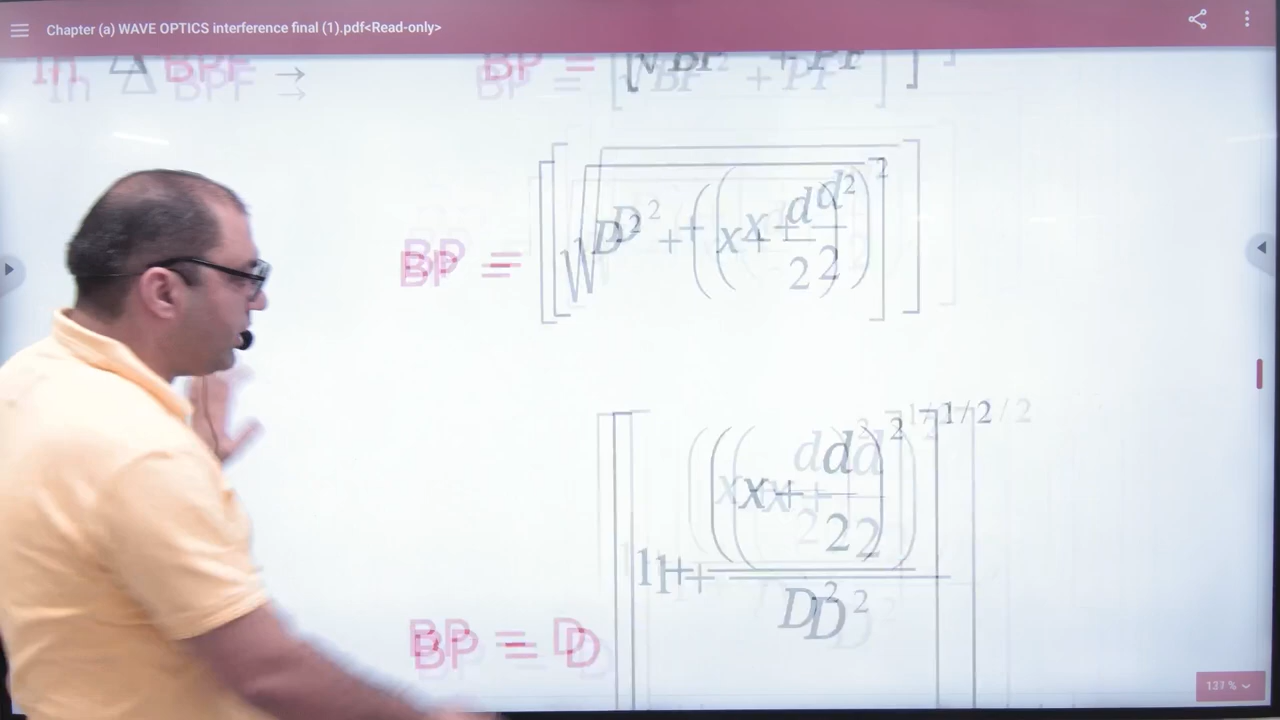 Chapter (a) WAVE OPTICS interference final (1).pdf<Read-only>
In Δ BPF → BP = [√BF² + PF²]
BP = [√D² + (x + d/2)²]
BP = D [1 + (x + d/2)²/D²]^1/2
137 %